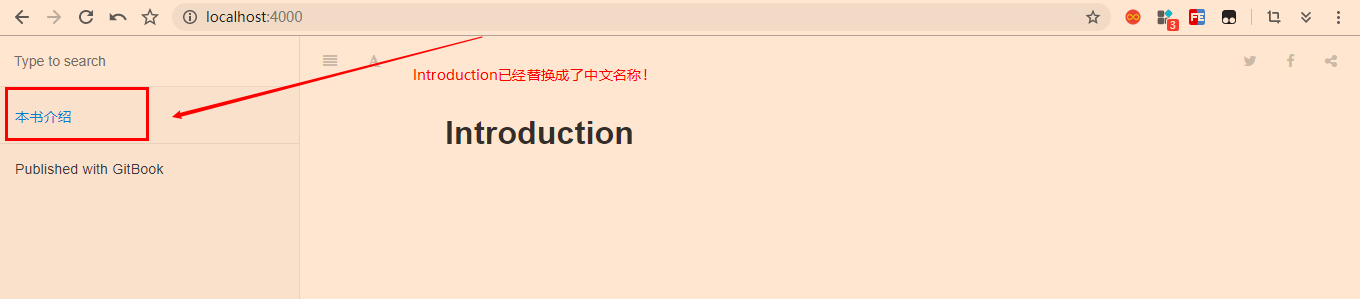 localhost:4000
3
FE
Type to search
A
Introduction已经替换成了中文名称!
本书介绍
Introduction
Published with GitBook